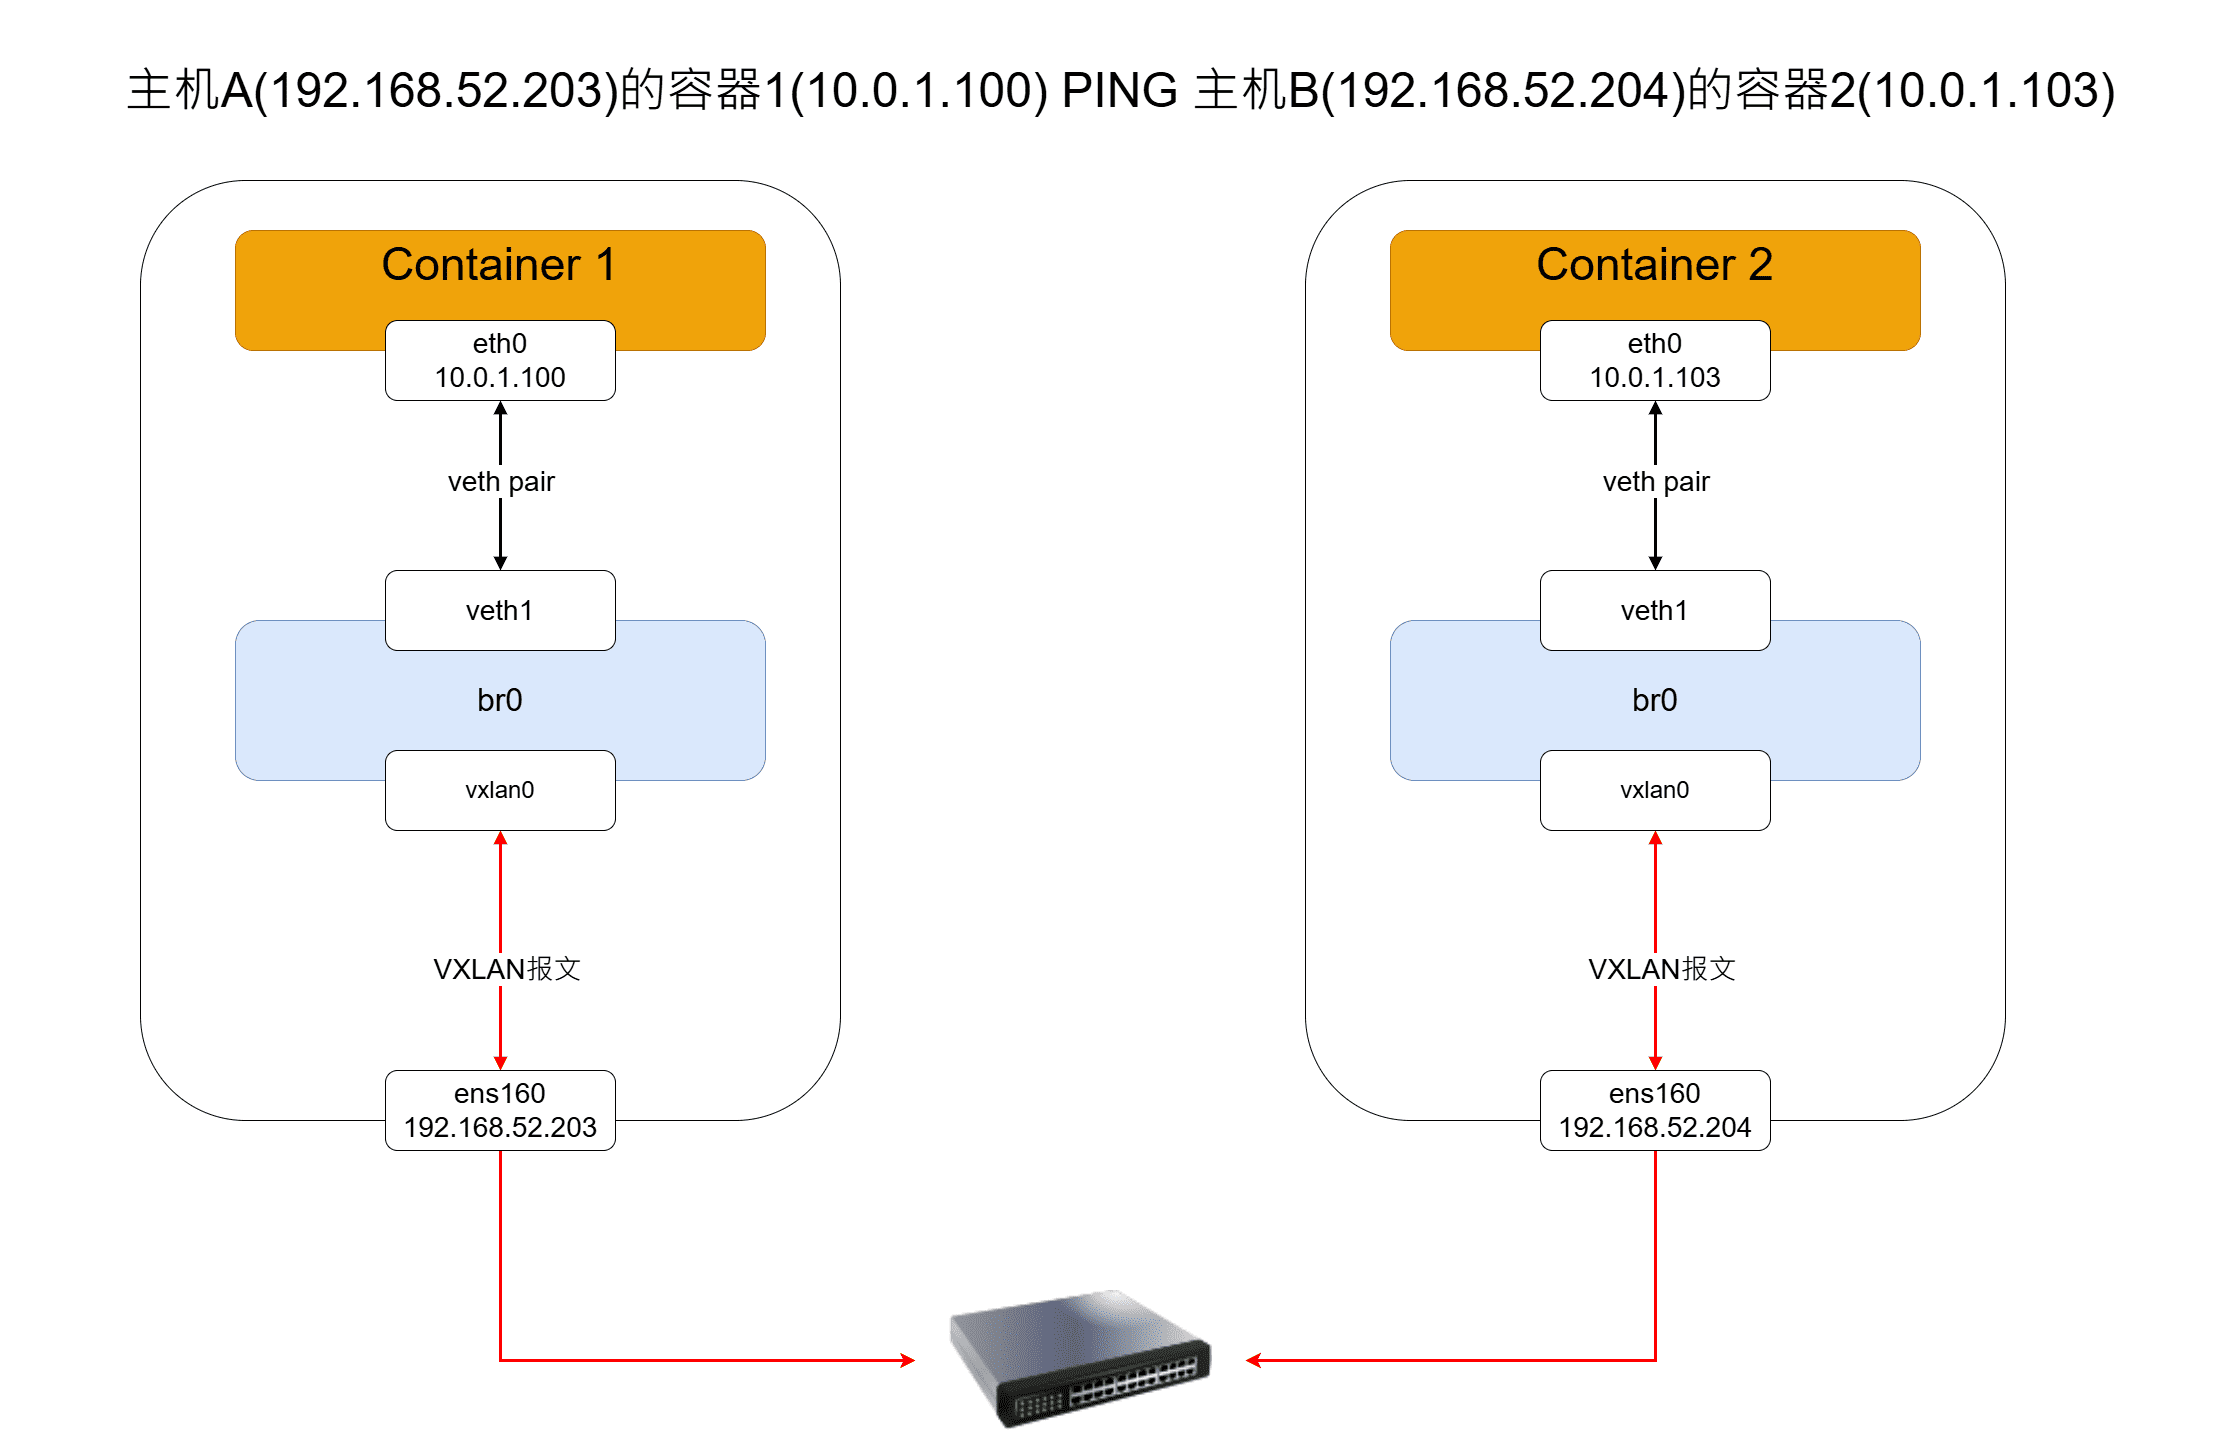 主机A(192.168.52.203)的容器1(10.0.1.100) PING 主机B(192.168.52.204)的容器2(10.0.1.103)
Container 1
eth0
10.0.1.100
veth pair
veth1
br0
vxlan0
VXLAN报文
ens160
192.168.52.203
Container 2
eth0
10.0.1.103
veth pair
veth1
br0
vxlan0
VXLAN报文
ens160
192.168.52.204